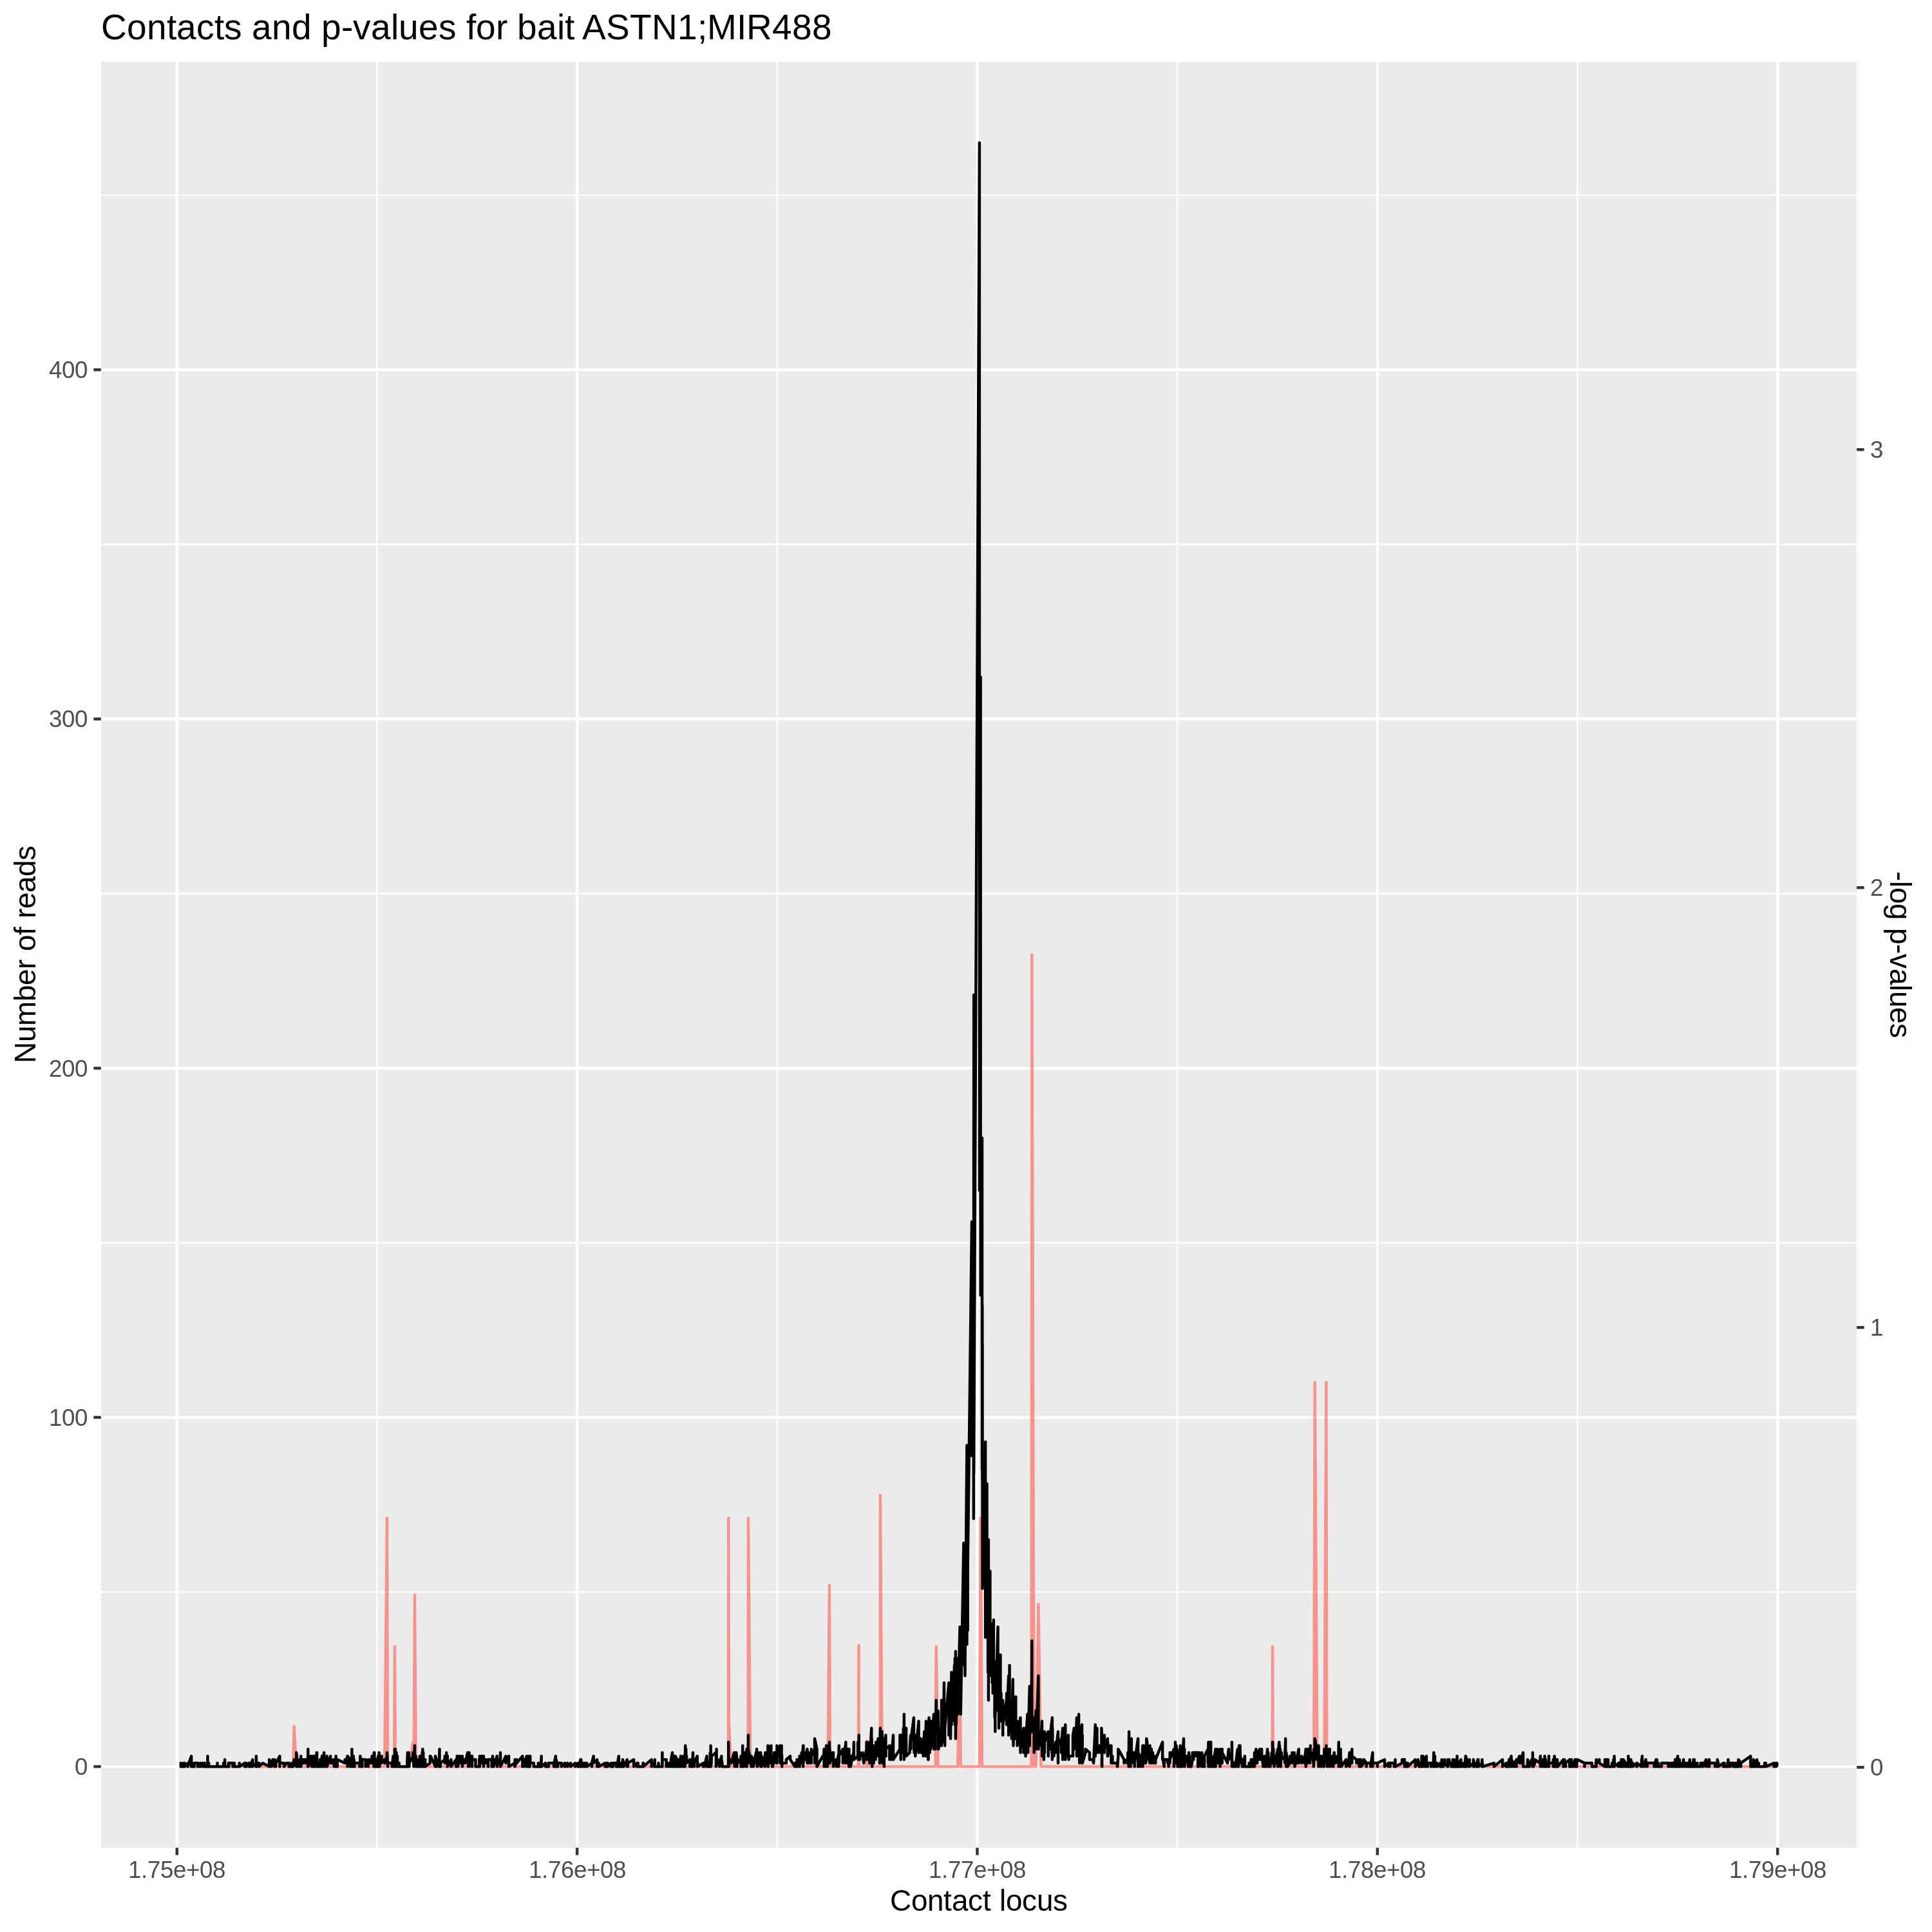 Contacts and p-values for bait ASTN1;MIR488
Number of reads
400
300
200
100
0
3
2
1
0
-log p-values
1.75e+08 1.76e+08 1.77e+08 1.78e+08 1.79e+08
Contact locus